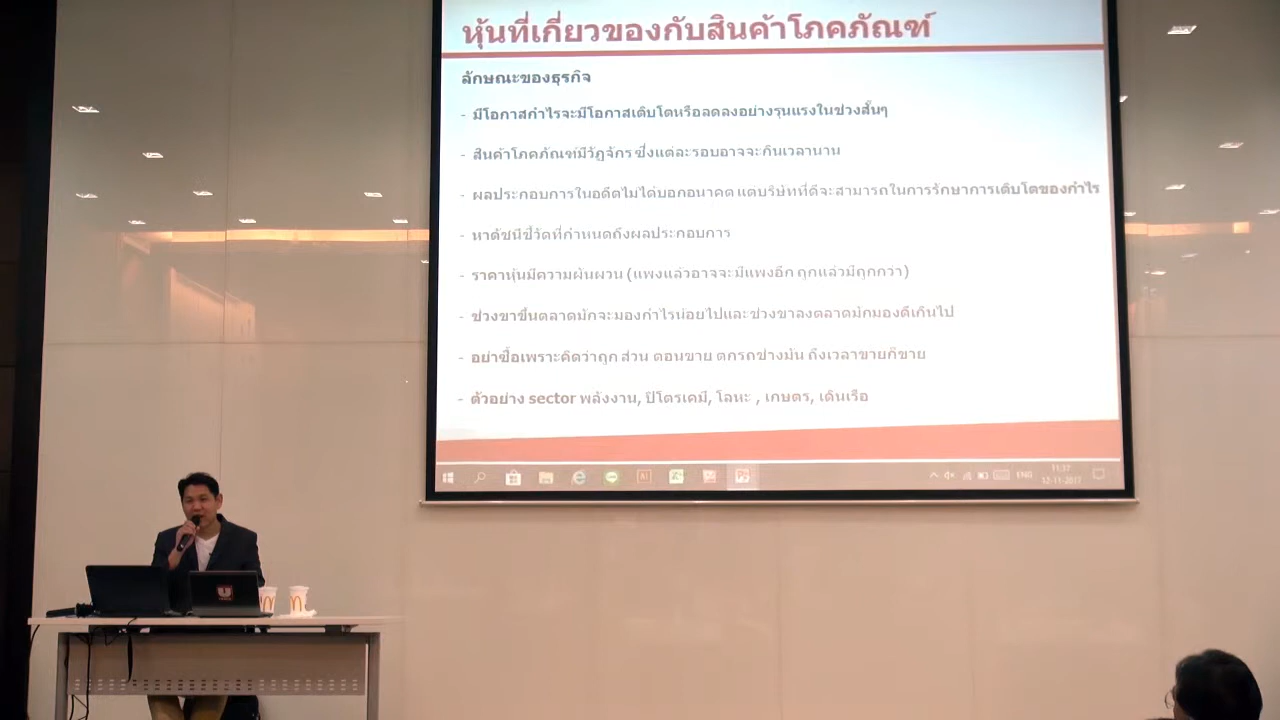 หุ้นที่เกี่ยวของกับสินค้าโภคภัณฑ์
ลักษณะของธุรกิจ
- มีโอกาสกำไรจะมีโอกาสเติบโตหรือลดลงอย่างรุนแรงในช่วงสั้นๆ
- สินค้าโภคภัณฑ์มีวัฎจักร ซึ่งแต่ละรอบอาจจะกินเวลานาน
- ผลประกอบการในอดีตไม่ได้บอกอนาคต แต่บริษัทที่ดีจะสามารถในการรักษาการเติบโตของกำไร
- หาดัชนีชี้วัดที่กำหนดถึงผลประกอบการ
- ราคาหุ้นมีความผันผวน (แพงแล้วอาจจะมีแพงอีก ถูกแล้วมีถูกกว่า)
- ช่วงขาขึ้นตลาดมักจะมองกำไรน้อยไปและช่วงขาลงตลาดมักมองดีเกินไป
- อย่าซื้อเพราะคิดว่าถูก ส่วน ตอนขาย ตกรถช่างมัน ถึงเวลาขายก็ขาย
- ตัวอย่าง sector พลังงาน, ปิโตรเคมี, โลหะ , เกษตร, เดินเรือ
ENG
11:37
12-11-2017